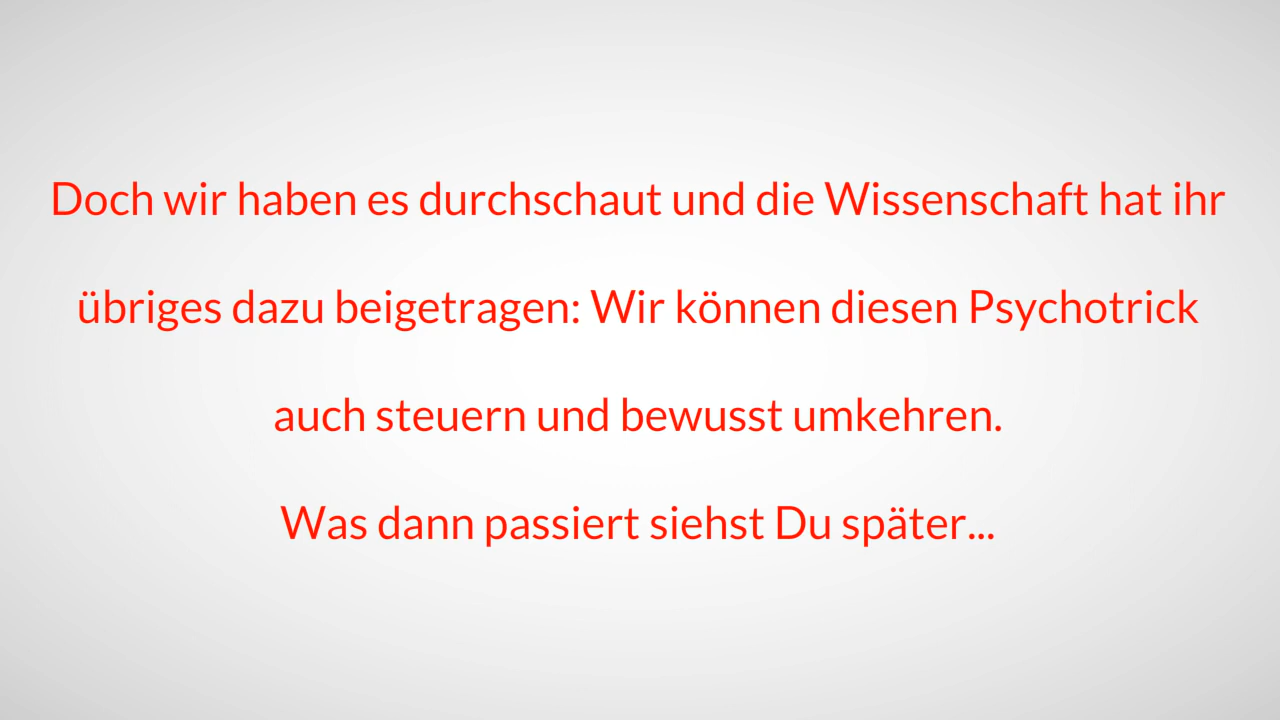 Doch wir haben es durchschaut und die Wissenschaft hat ihr
übriges dazu beigetragen: Wir können diesen Psychotrick
auch steuern und bewusst umkehren.
Was dann passiert siehst Du später...